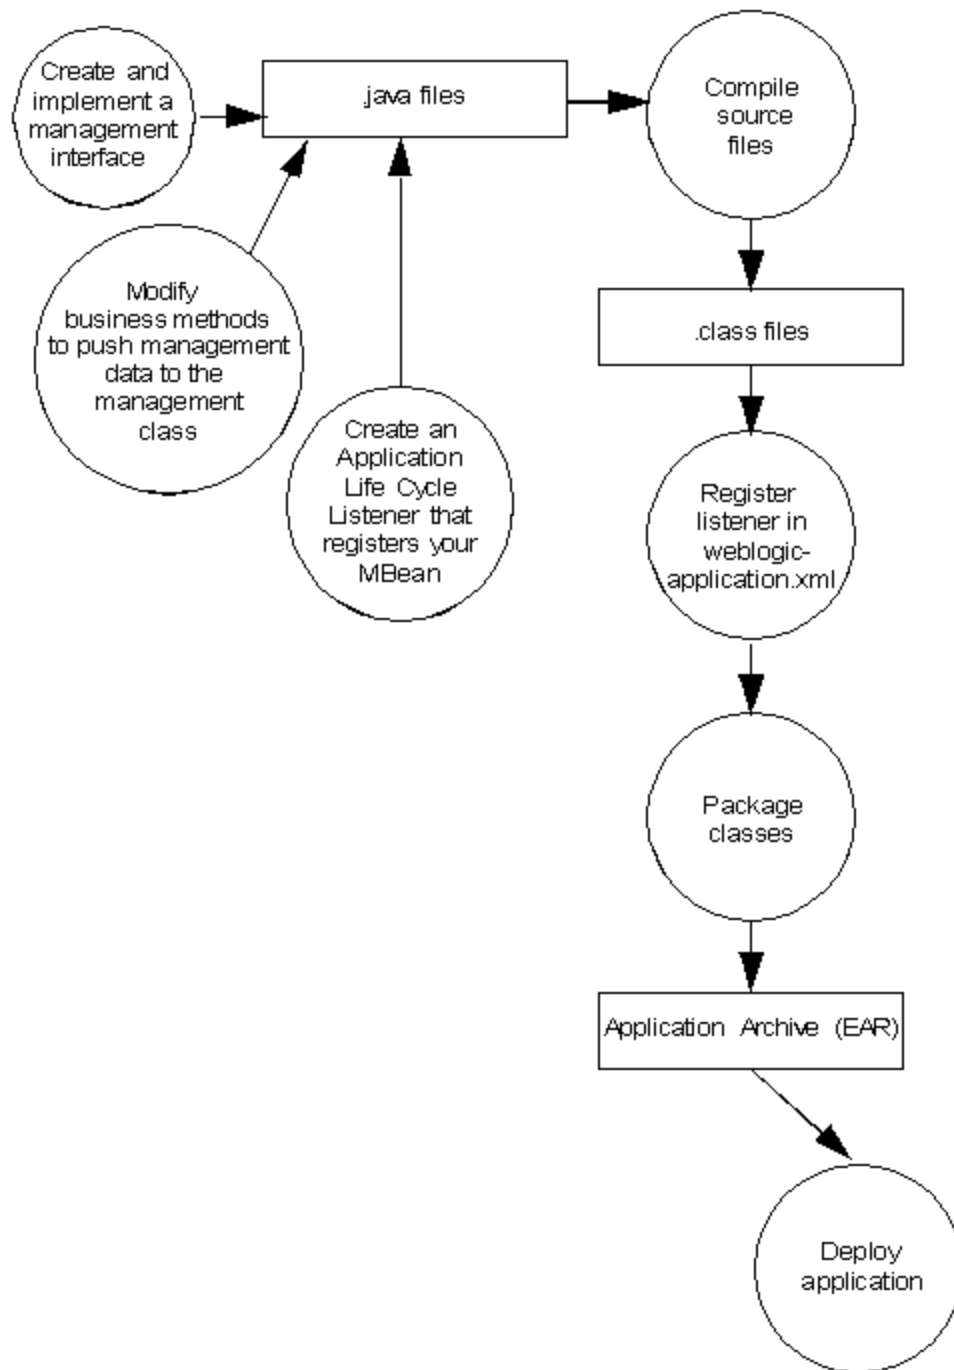 Create and
implement a
management
interface
.java files
Compile
source
files
Modify
business methods
to push management
data to the
management
class
.class files
Create an
Application
Life Cycle
Listener that
registers your
MBean
Register
listener in
weblogic-
application.xml
Package
classes
Application Archive (EAR)
Deploy
application